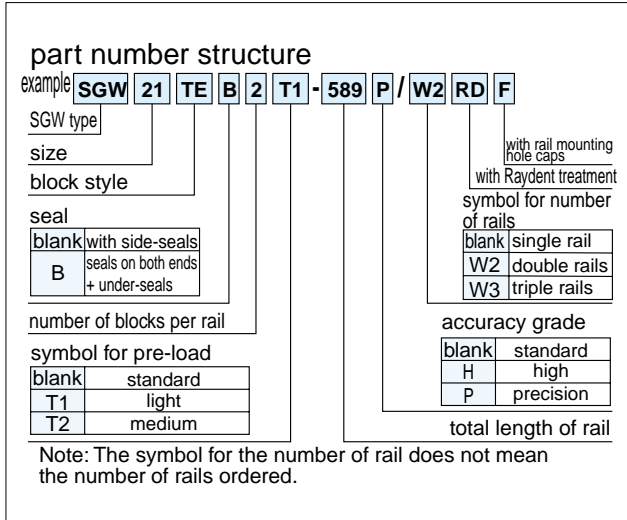 part number structure
example SGW 21 TE B 2 T1 - 589 P / W2 RD F
SGW type
size
block style
seal
blank with side-seals
B seals on both ends
+ under-seals
number of blocks per rail
symbol for pre-load
blank standard
T1 light
T2 medium
with rail mounting
hole caps
with Raydent treatment
symbol for number
of rails
blank single rail
W2 double rails
W3 triple rails
accuracy grade
blank standard
H high
P precision
total length of rail
Note: The symbol for the number of rail does not mean
the number of rails ordered.